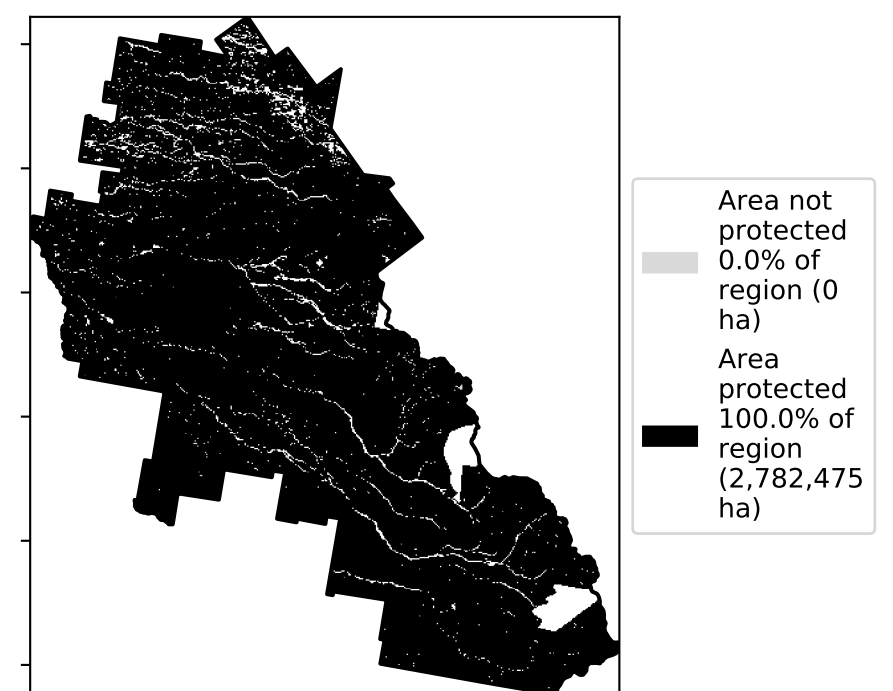 Area not
protected
0.0% of
region (0
ha)
Area
protected
100.0% of
region
(2,782,475
ha)